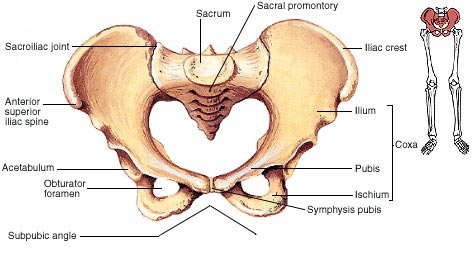 Sacrum
Sacral promontory
Sacroiliac joint
Iliac crest
Anterior
superior
iliac spine
Ilium
Coxa
Acetabulum
Pubis
Obturator
foramen
Ischium
Symphysis pubis
Subpubic angle